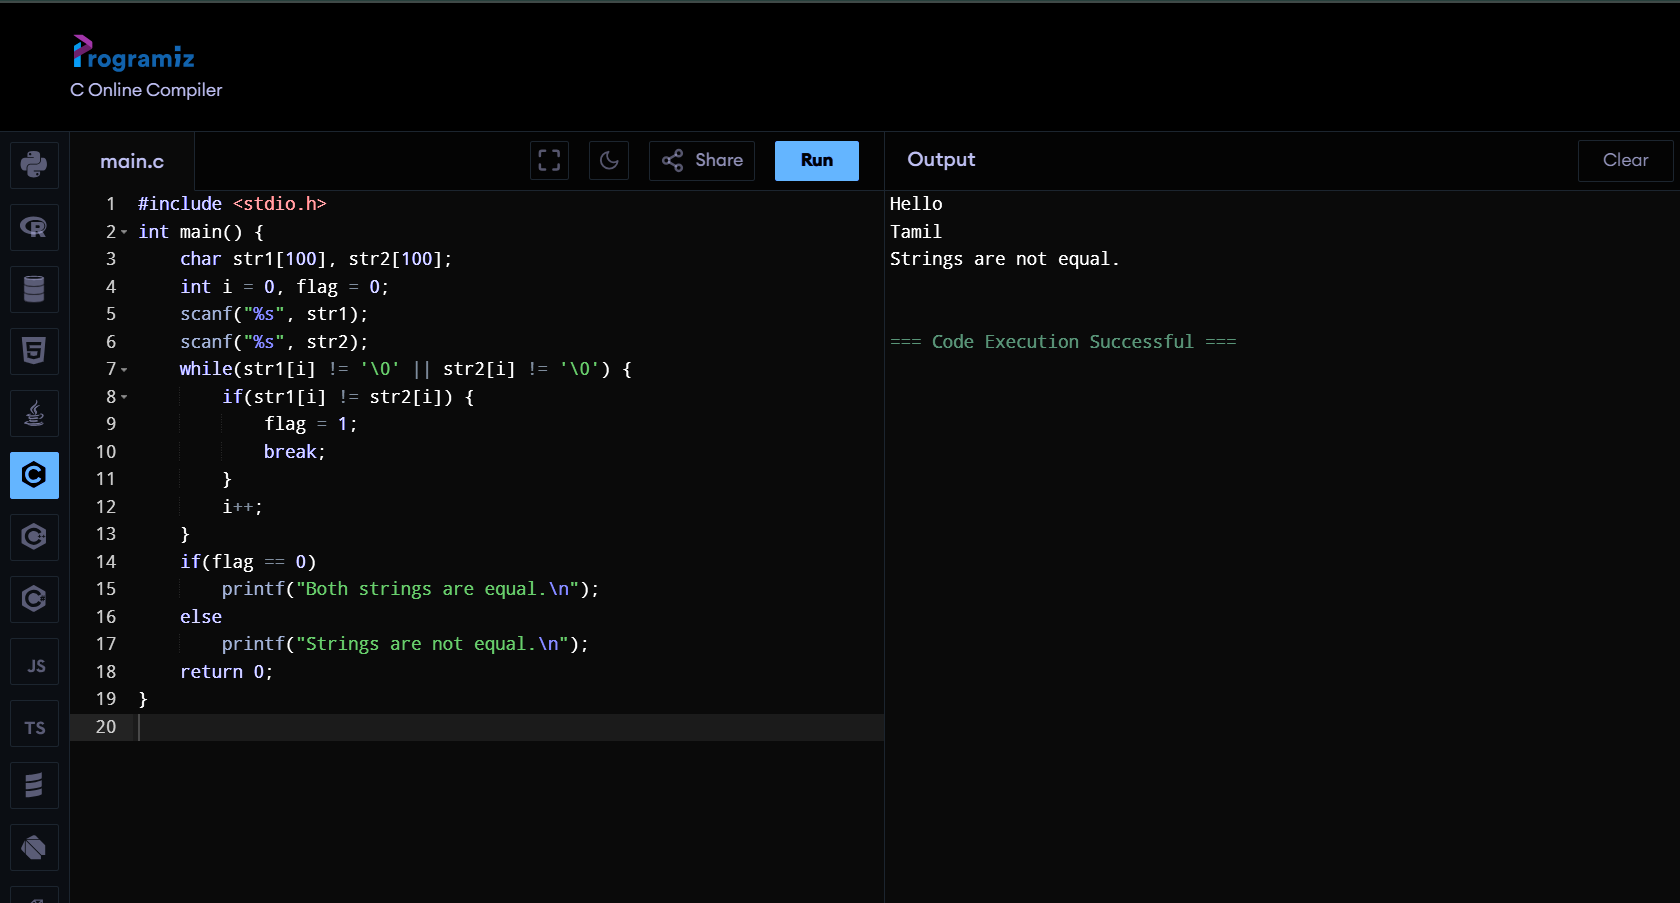 Programiz
C Online Compiler
main.c
Share
Run
Output
Clear
1 #include <stdio.h>
2 int main() {
3     char str1[100], str2[100];
4     int i = 0, flag = 0;
5     scanf("%s", str1);
6     scanf("%s", str2);
7     while(str1[i] != '\0' || str2[i] != '\0') {
8         if(str1[i] != str2[i]) {
9             flag = 1;
10             break;
11         }
12         i++;
13     }
14     if(flag == 0)
15         printf("Both strings are equal.\n");
16     else
17         printf("Strings are not equal.\n");
18     return 0;
19 }
20
Hello
Tamil
Strings are not equal.
=== Code Execution Successful ===
R
5
C
C
C
JS
TS